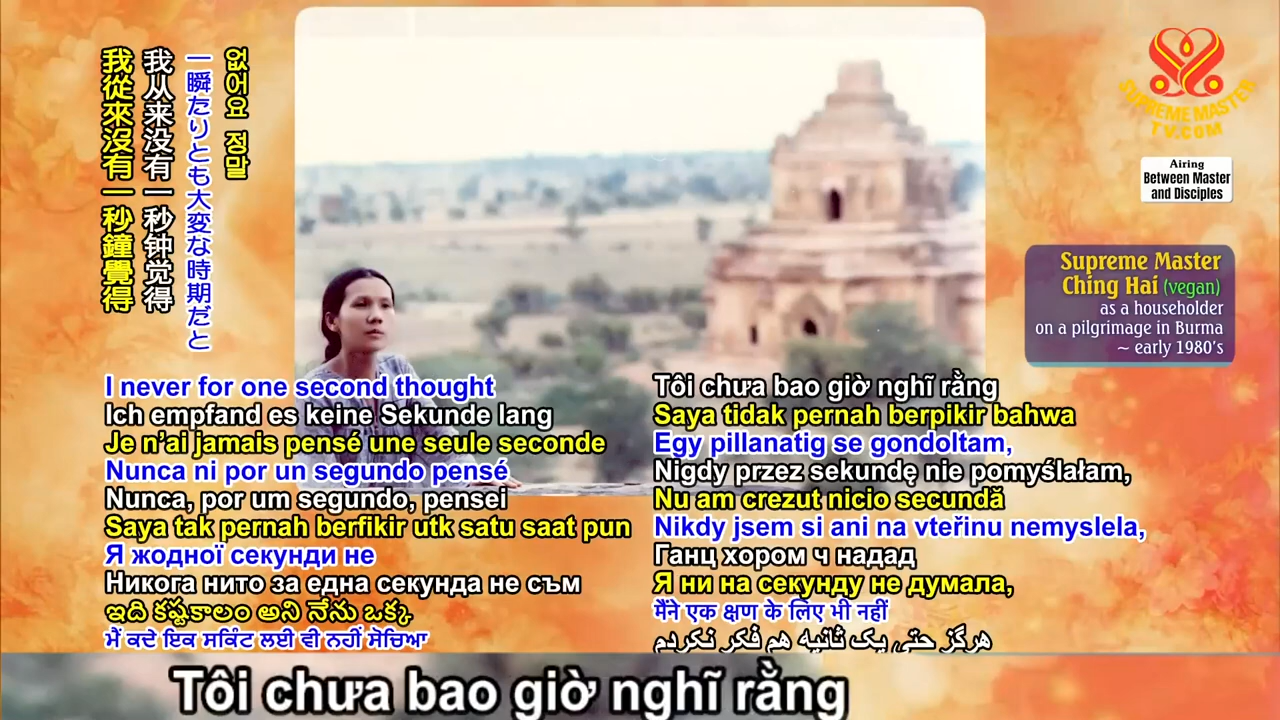 我從來沒有一秒鐘覺得
我从来没有一秒钟觉得
一瞬たりとも大変な時期だと
없어요 정말
SUPREME MASTER
TV.COM
Airing
Between Master
and Disciples
Supreme Master
Ching Hai (vegan)
as a householder
on a pilgrimage in Burma
~ early 1980's
I never for one second thought
Ich empfand es keine Sekunde lang
Je n'ai jamais pensé une seule seconde
Nunca ni por un segundo pensé
Nunca, por um segundo, pensei
Saya tak pernah berfikir utk satu saat pun
Я жодної секунди не
Никога нито за една секунда не съм
ఇది కష్టకాలం అని నేను ఒక్క
ਮੈਂ ਕਦੇ ਇਕ ਸਕਿੰਟ ਲਈ ਵੀ ਨਹੀਂ ਸੋਚਿਆ
Tôi chưa bao giờ nghĩ rằng
Saya tidak pernah berpikir bahwa
Egy pillanatig se gondoltam,
Nigdy przez sekundę nie pomyślałam,
Nu am crezut nicio secundă
Nikdy jsem si ani na vteřinu nemyslela,
Ганц хором ч надад
Я ни на секунду не думала,
मैंने एक क्षण के लिए भी नहीं
هرگز حتی یک ثانیه هم فکر نکردم
Tôi chưa bao giờ nghĩ rằng